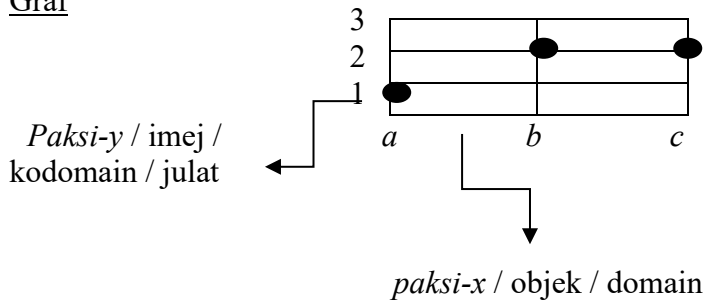 Graf
3
2
1
a b c
Paksi-y / imej /
kodomain / julat
paksi-x / objek / domain